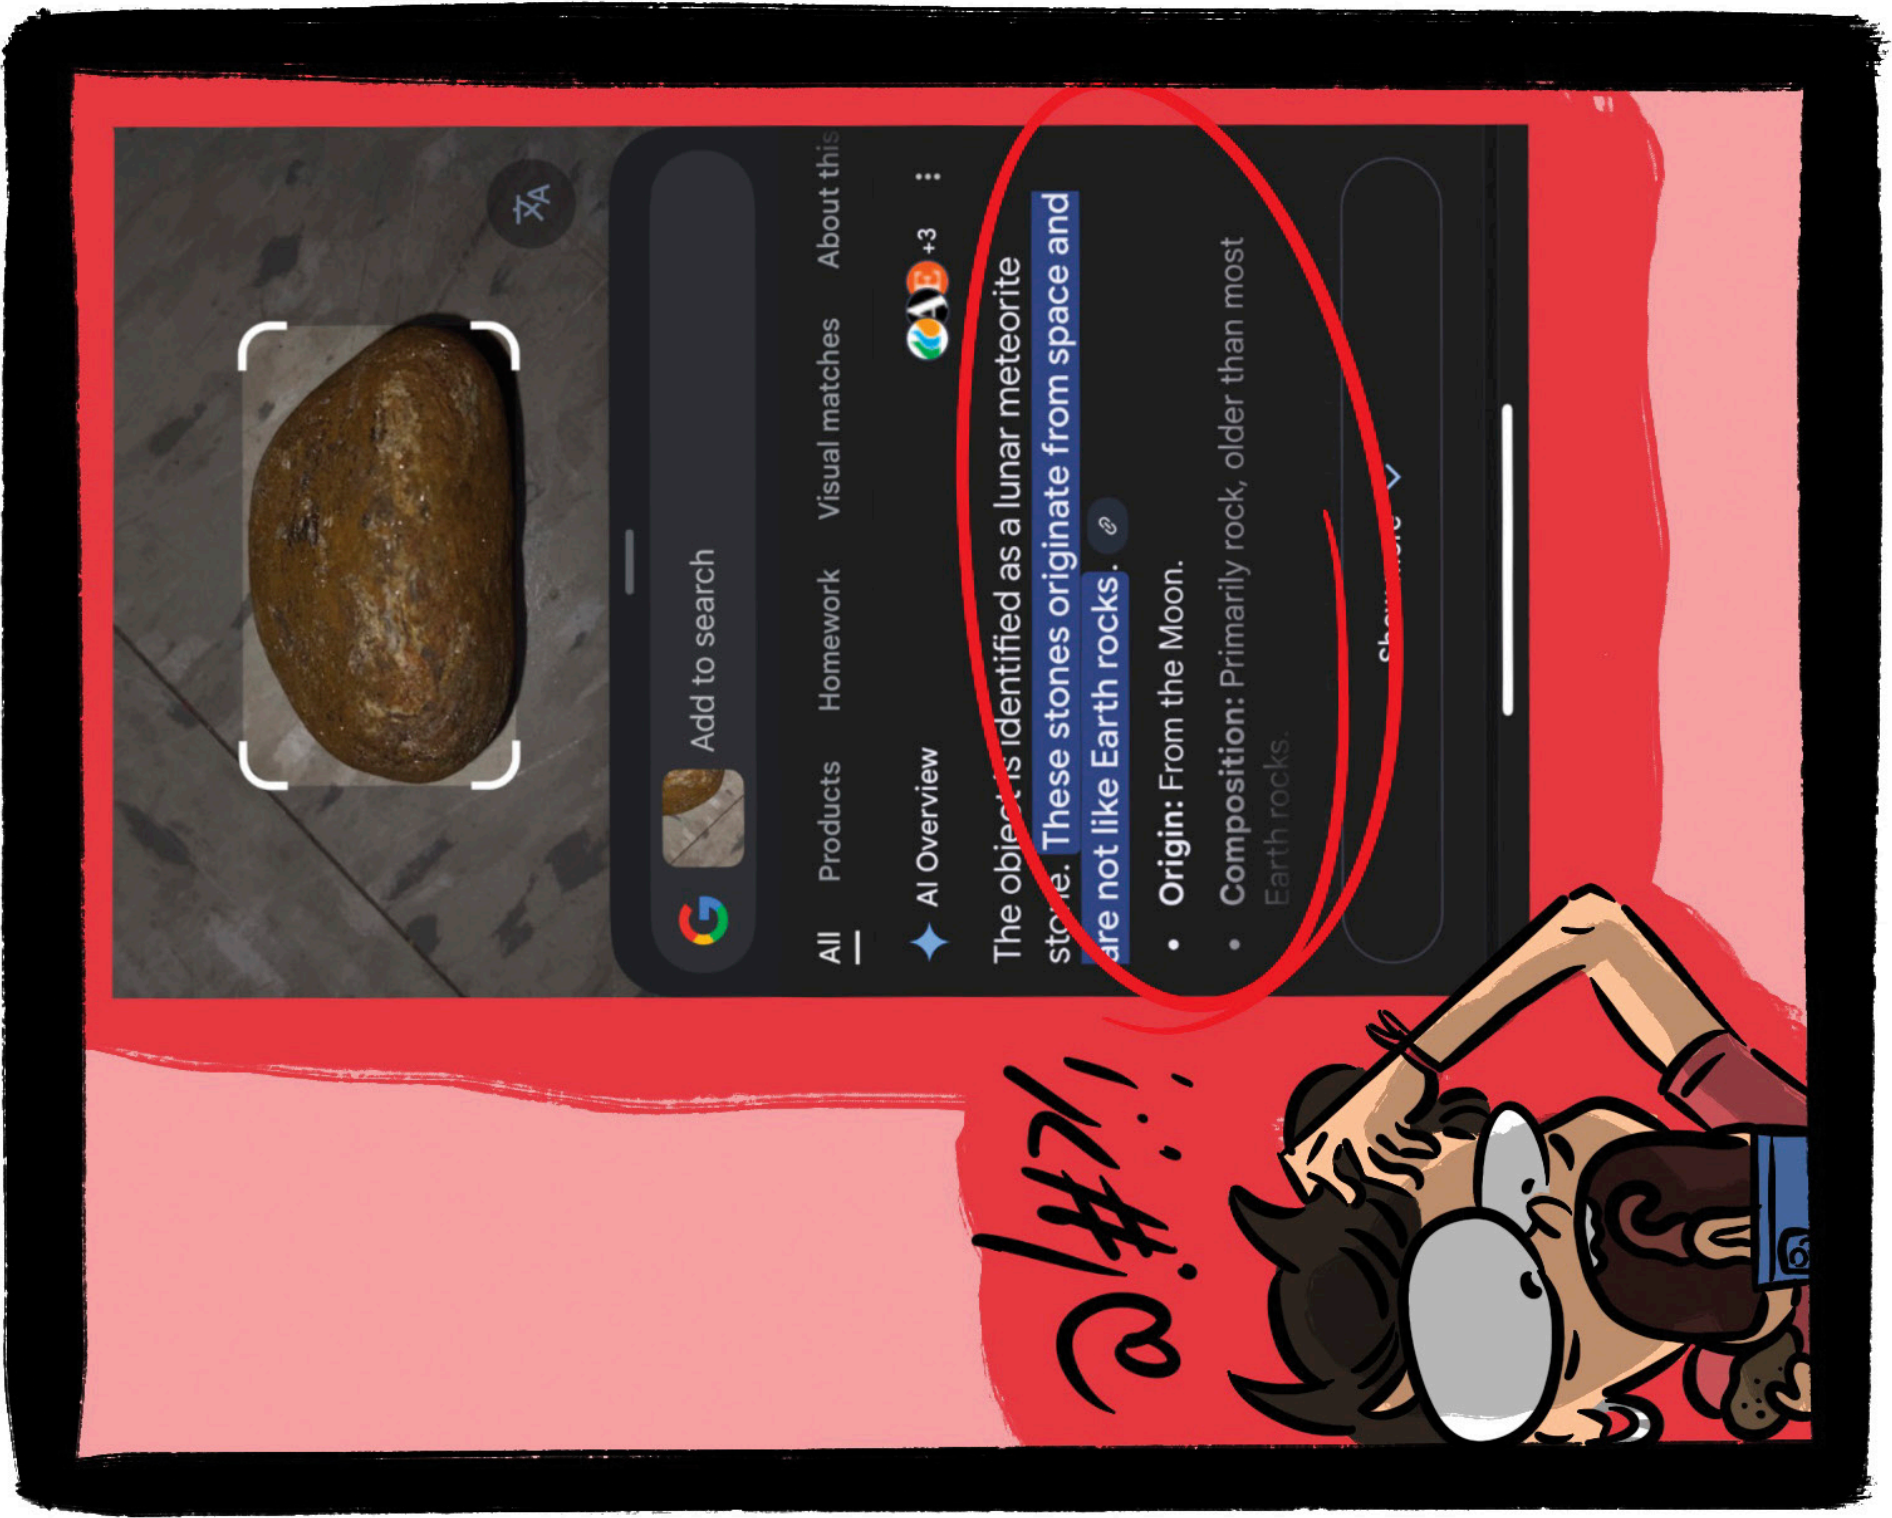 Add to search
All Products Homework Visual matches About this
AI Overview
+3
The object is identified as a lunar meteorite
stone. These stones originate from space and
are not like Earth rocks.
• Origin: From the Moon.
• Composition: Primarily rock, older than most
Earth rocks.
Show more